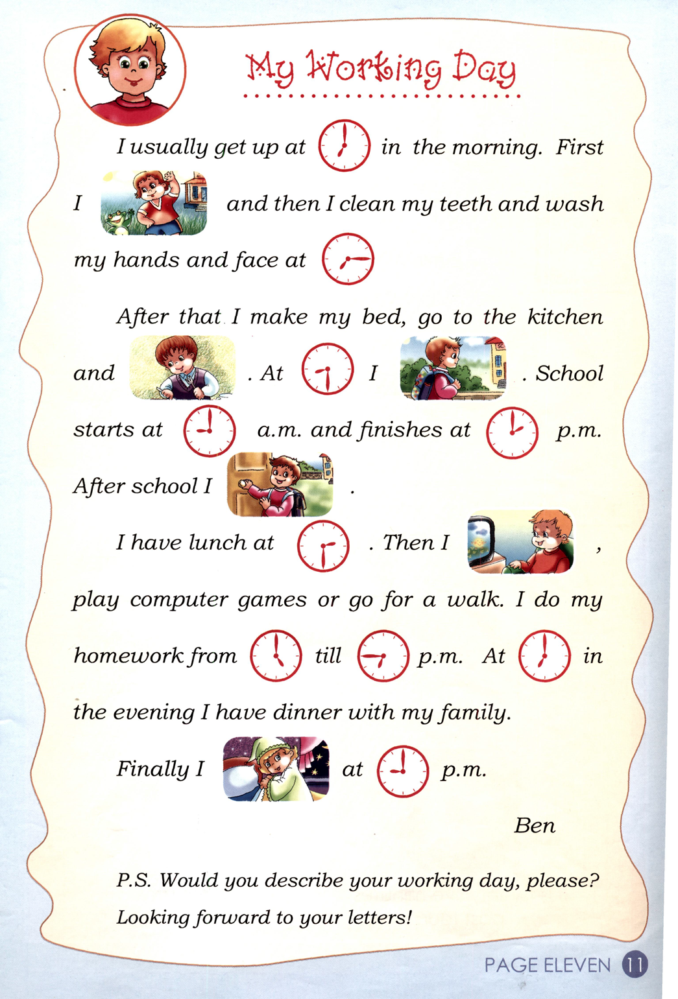 My Working Day
I usually get up at in the morning. First
I and then I clean my teeth and wash
my hands and face at
After that I make my bed, go to the kitchen
and . At I . School
starts at a.m. and finishes at p.m.
After school I .
I have lunch at . Then I ,
play computer games or go for a walk. I do my
homework from till p.m. At in
the evening I have dinner with my family.
Finally I at p.m.
Ben
P.S. Would you describe your working day, please?
Looking forward to your letters!
PAGE ELEVEN 11